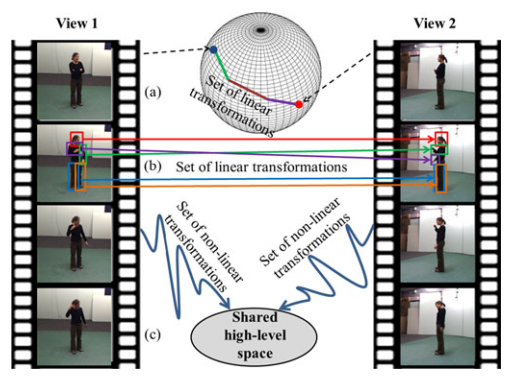 View 1
View 2
(a)
Set of linear
transformations
(b)
Set of linear transformations
Set of non-linear
transformations
Set of non-linear
transformations
(c)
Shared
high-level
space